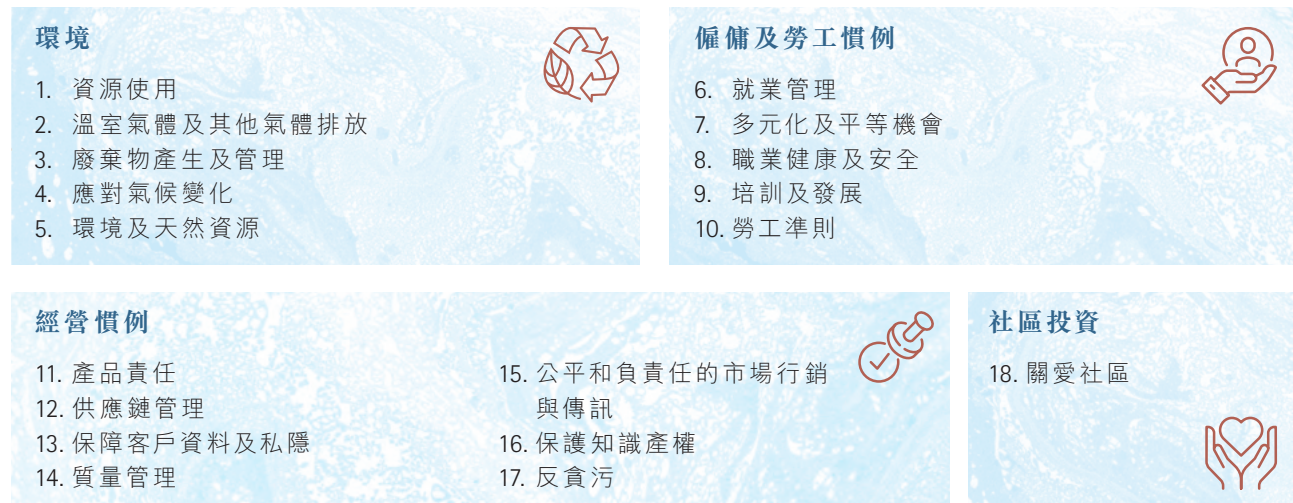 環境
1. 資源使用
2. 溫室氣體及其他氣體排放
3. 廢棄物產生及管理
4. 應對氣候變化
5. 環境及天然資源
僱傭及勞工慣例
6. 就業管理
7. 多元化及平等機會
8. 職業健康及安全
9. 培訓及發展
10. 勞工準則
經營慣例
11. 產品責任
12. 供應鏈管理
13. 保障客戶資料及私隱
14. 質量管理
15. 公平和負責任的市場行銷
與傳訊
16. 保護知識產權
17. 反貪污
社區投資
18. 關愛社區